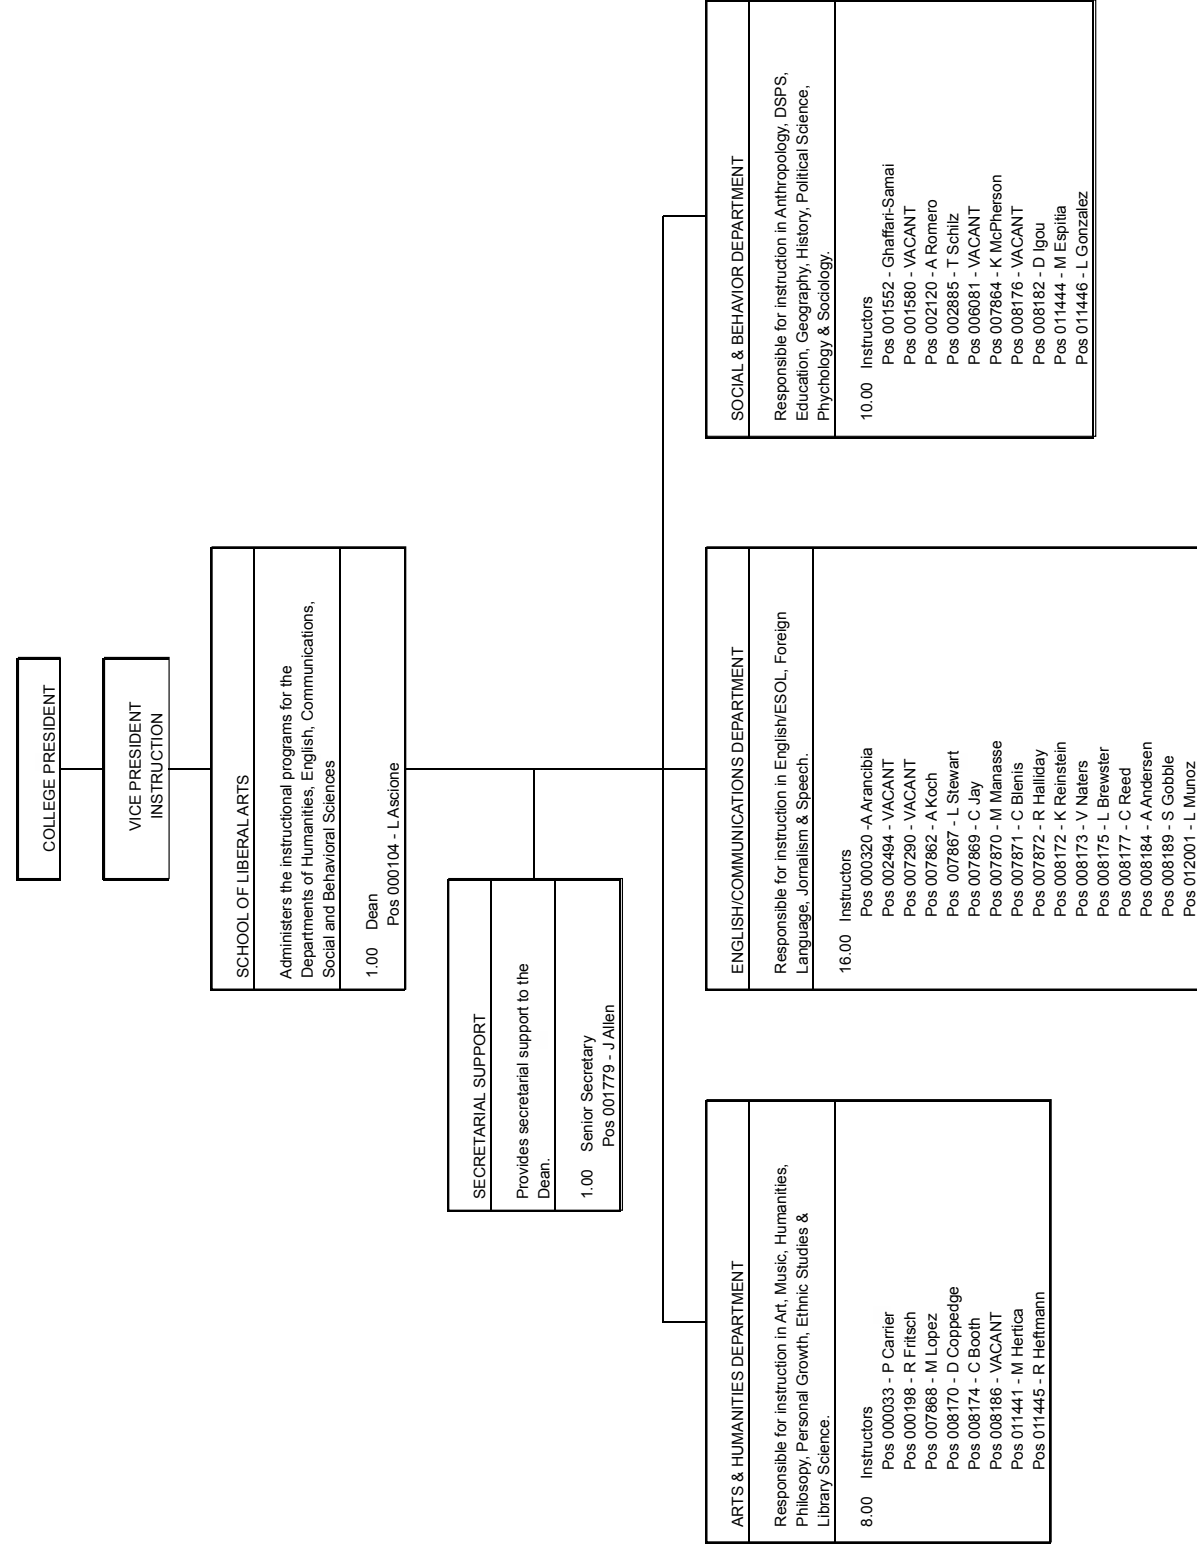 COLLEGE PRESIDENT
VICE PRESIDENT
INSTRUCTION
SCHOOL OF LIBERAL ARTS
Administers the instructional programs for the
Departments of Humanities, English, Communications,
Social and Behavioral Sciences
1.00 Dean
Pos 000104 - L Ascione
SECRETARIAL SUPPORT
Provides secretarial support to the
Dean.
1.00 Senior Secretary
Pos 001779 - J Allen
ARTS & HUMANITIES DEPARTMENT
Responsible for instruction in Art, Music, Humanities,
Philosopy, Personal Growth, Ethnic Studies &
Library Science.
8.00 Instructors
Pos 000033 - P Carrier
Pos 000198 - R Fritsch
Pos 007868 - M Lopez
Pos 008170 - D Coppedge
Pos 008174 - C Booth
Pos 008186 - VACANT
Pos 011441 - M Hertica
Pos 011445 - R Heftmann
ENGLISH/COMMUNICATIONS DEPARTMENT
Responsible for instruction in English/ESOL, Foreign
Language, Jornalism & Speech.
16.00 Instructors
Pos 000320 -A Arancibia
Pos 002494 - VACANT
Pos 007290 - VACANT
Pos 007862 - A Koch
Pos 007867 - L Stewart
Pos 007869 - C Jay
Pos 007870 - M Manasse
Pos 007871 - C Blenis
Pos 007872 - R Halliday
Pos 008172 - K Reinstein
Pos 008173 - V Naters
Pos 008175 - L Brewster
Pos 008177 - C Reed
Pos 008184 - A Andersen
Pos 008189 - S Gobble
Pos 012001 - L Munoz
SOCIAL & BEHAVIOR DEPARTMENT
Responsible for instruction in Anthropology, DSPS,
Education, Geography, History, Political Science,
Phychology & Sociology.
10.00 Instructors
Pos 001552 - Ghaffari-Samai
Pos 001580 - VACANT
Pos 002120 - A Romero
Pos 002885 - T Schilz
Pos 006081 - VACANT
Pos 007864 - K McPherson
Pos 008176 - VACANT
Pos 008182 - D Igou
Pos 011444 - M Espitia
Pos 011446 - L Gonzalez